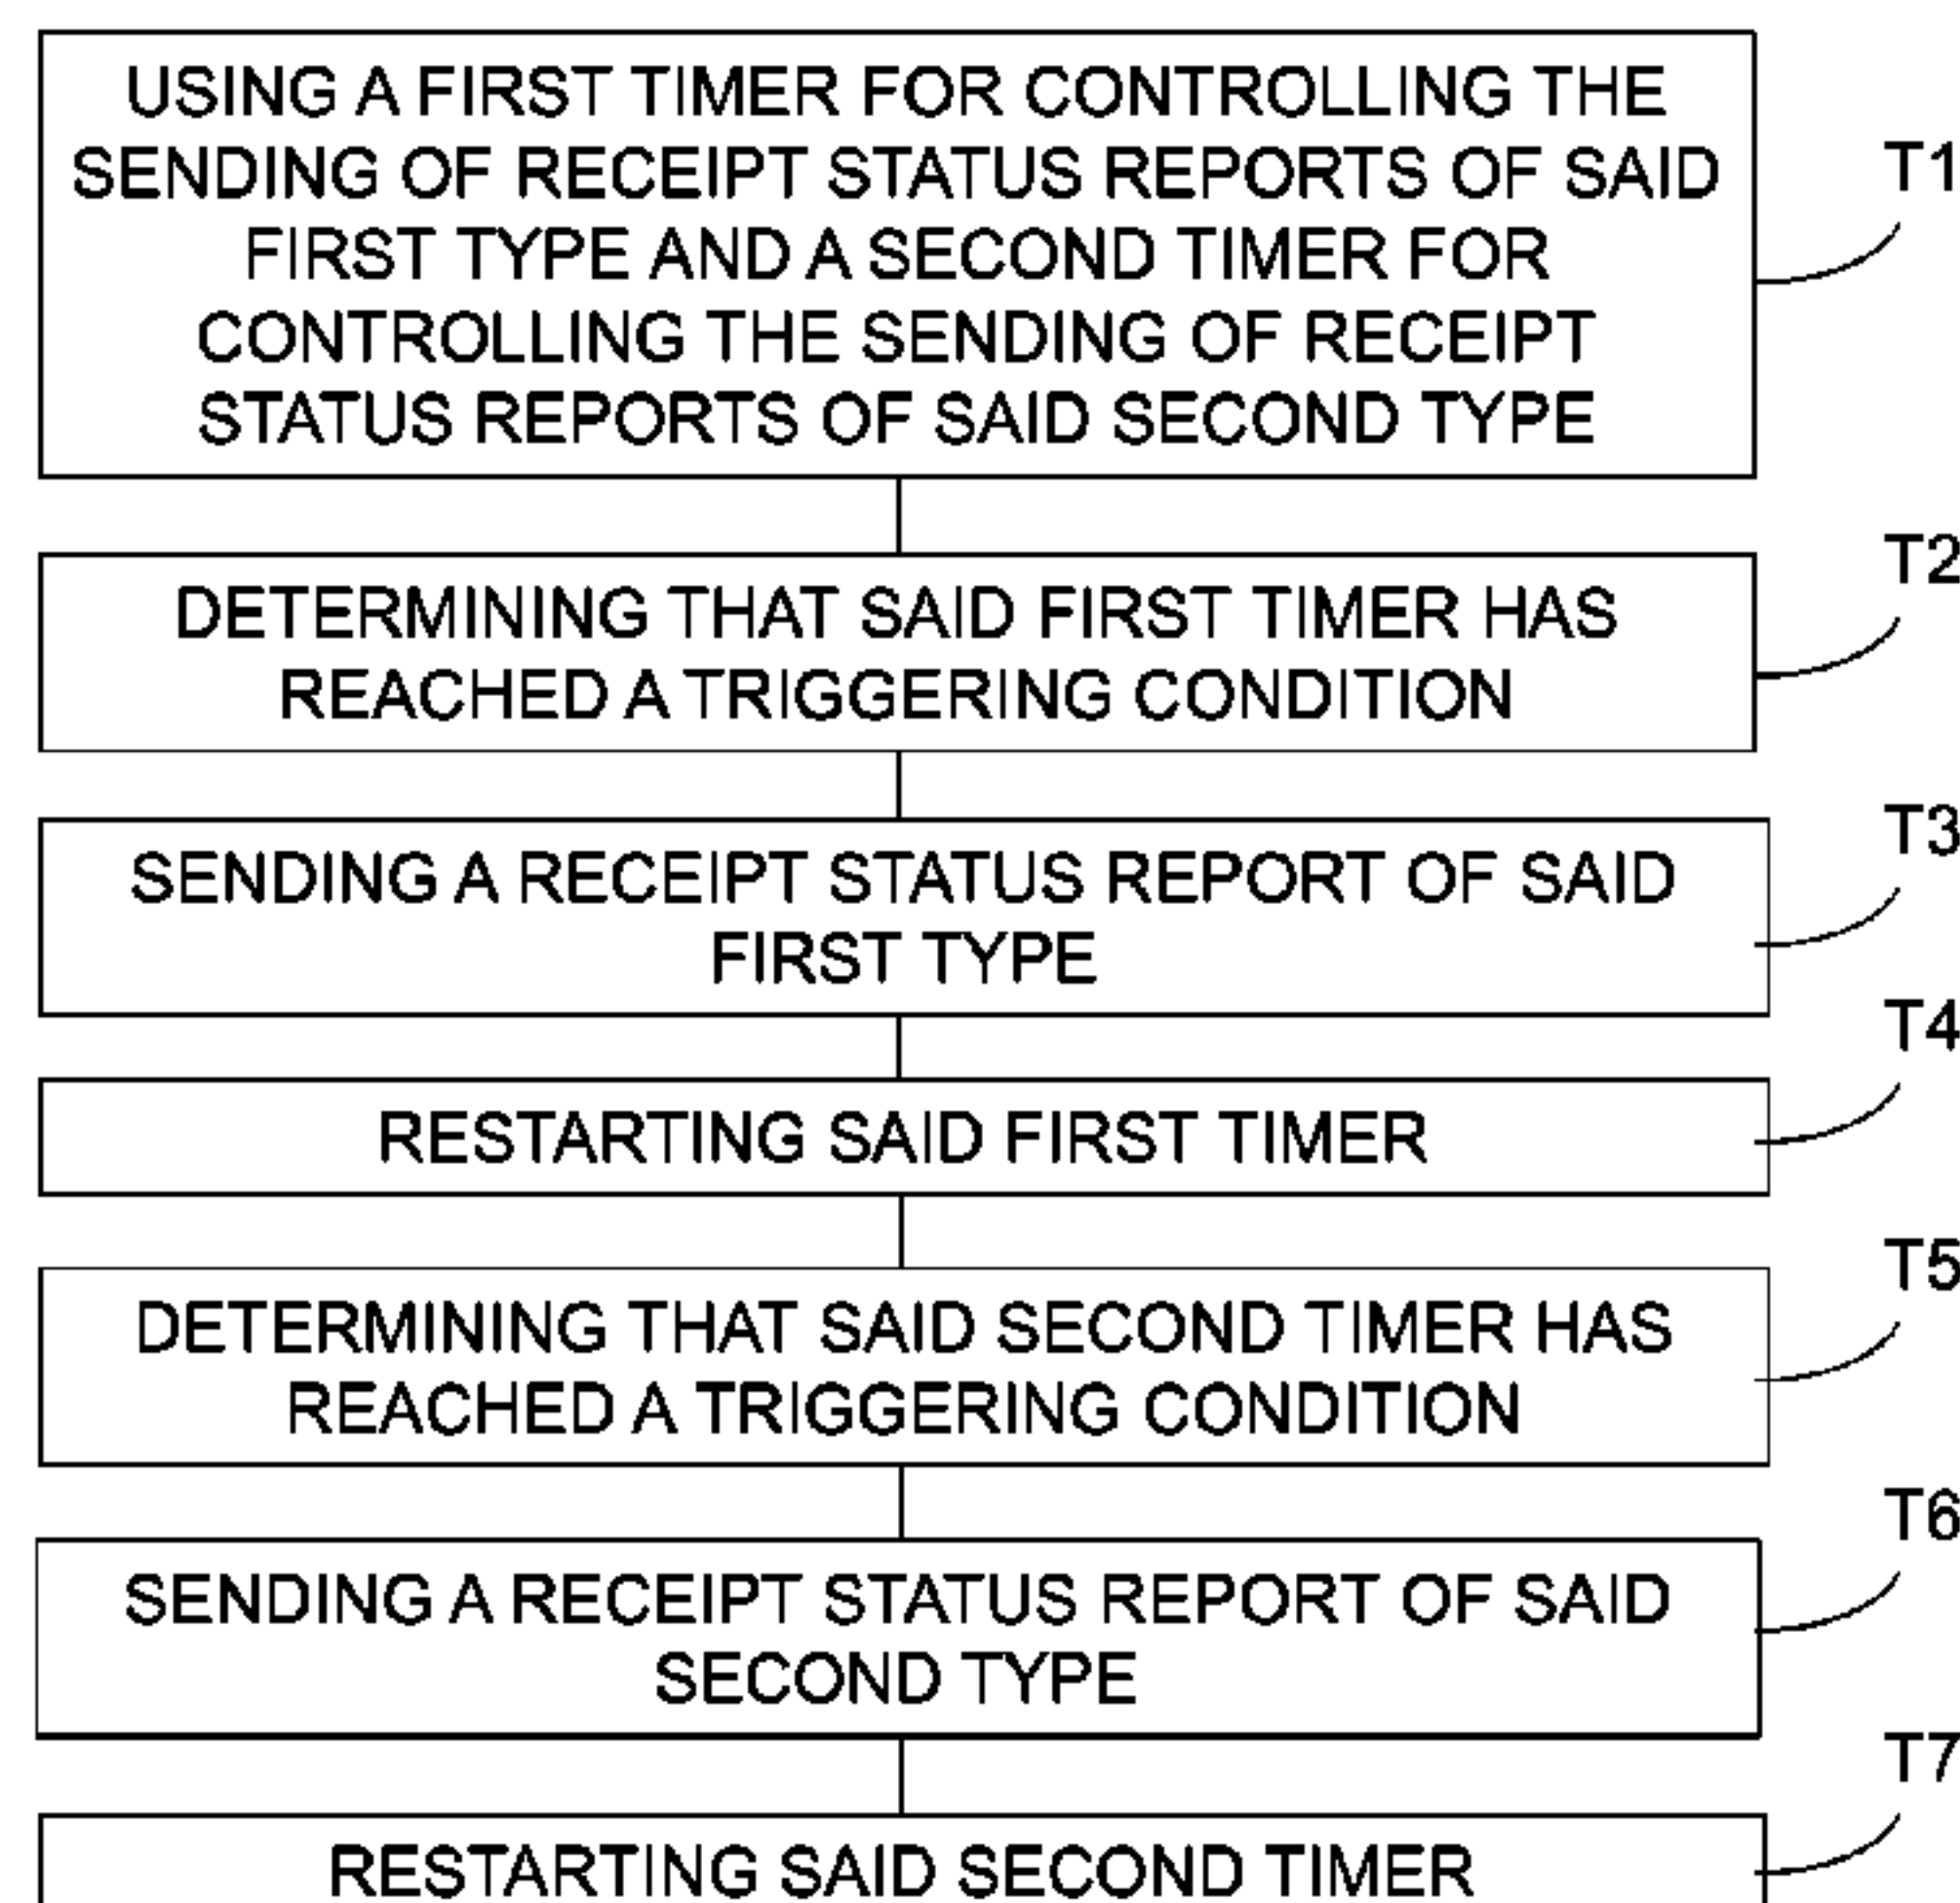 USING A FIRST TIMER FOR CONTROLLING THE
SENDING OF RECEIPT STATUS REPORTS OF SAID
FIRST TYPE AND A SECOND TIMER FOR
CONTROLLING THE SENDING OF RECEIPT
STATUS REPORTS OF SAID SECOND TYPE
T1
DETERMINING THAT SAID FIRST TIMER HAS
REACHED A TRIGGERING CONDITION
T2
SENDING A RECEIPT STATUS REPORT OF SAID
FIRST TYPE
T3
RESTARTING SAID FIRST TIMER
T4
DETERMINING THAT SAID SECOND TIMER HAS
REACHED A TRIGGERING CONDITION
T5
SENDING A RECEIPT STATUS REPORT OF SAID
SECOND TYPE
T6
RESTARTING SAID SECOND TIMER
T7